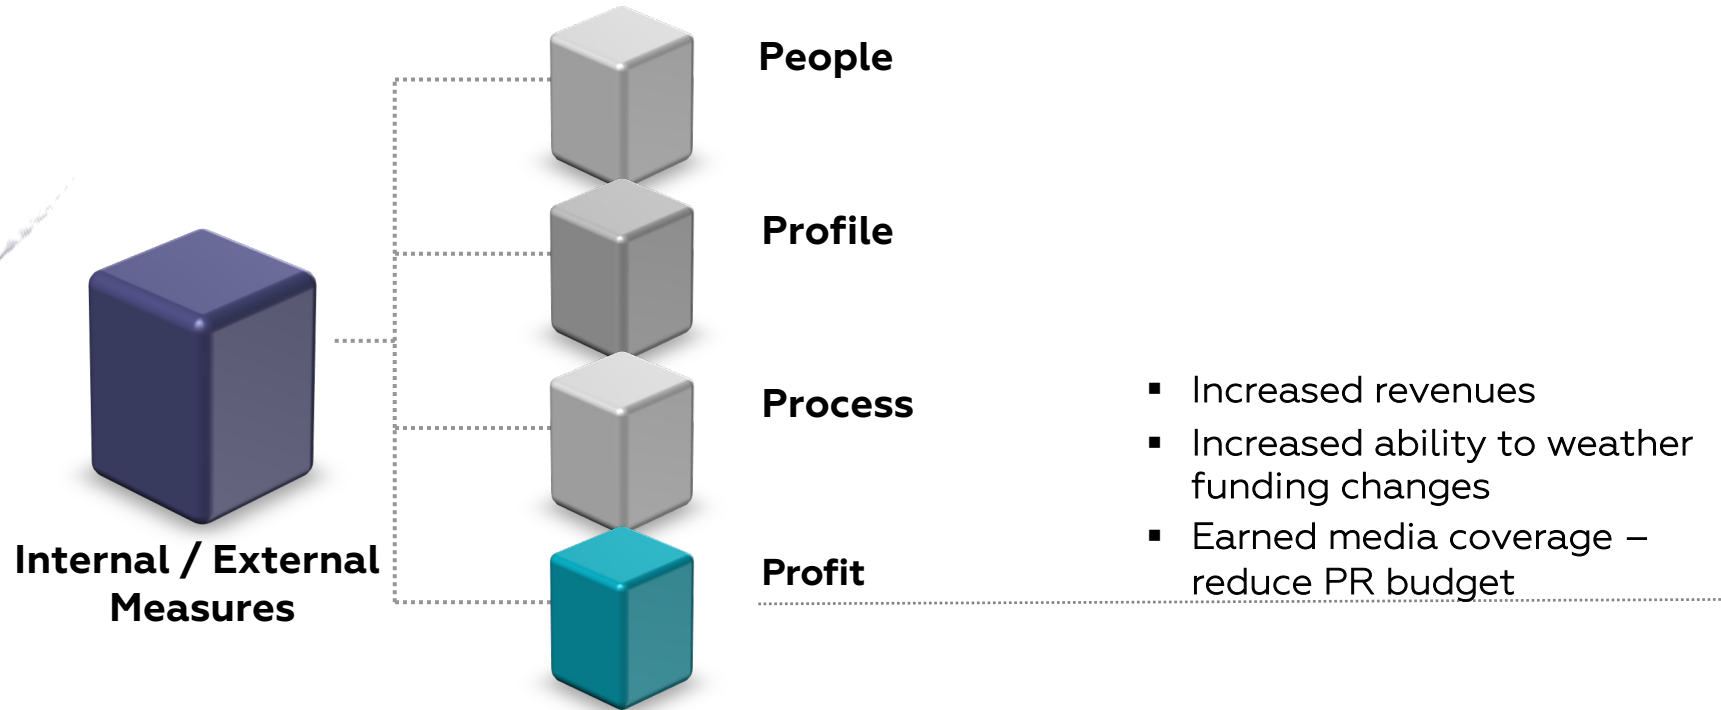 People
Profile
Process
Profit
Internal / External
Measures
▪ Increased revenues
▪ Increased ability to weather
funding changes
▪ Earned media coverage –
reduce PR budget